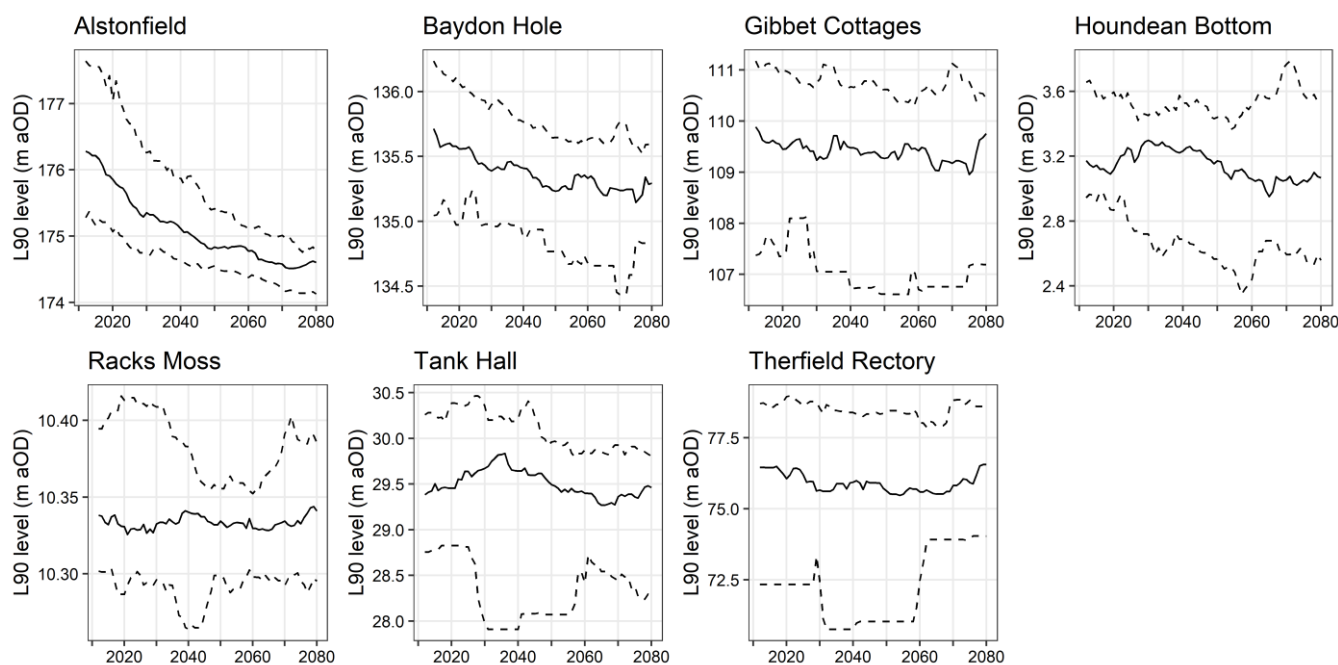 Alstonfield
Baydon Hole
Gibbet Cottages
Houndean Bottom
L90 level (m aOD)
177
176
175
174
2020 2040 2060 2080
L90 level (m aOD)
136.0
135.5
135.0
134.5
2020 2040 2060 2080
L90 level (m aOD)
111
110
109
108
107
2020 2040 2060 2080
L90 level (m aOD)
3.6
3.2
2.8
2.4
2020 2040 2060 2080
Racks Moss
Tank Hall
Therfield Rectory
L90 level (m aOD)
10.40
10.35
10.30
2020 2040 2060 2080
L90 level (m aOD)
30.5
30.0
29.5
29.0
28.5
28.0
2020 2040 2060 2080
L90 level (m aOD)
77.5
75.0
72.5
2020 2040 2060 2080